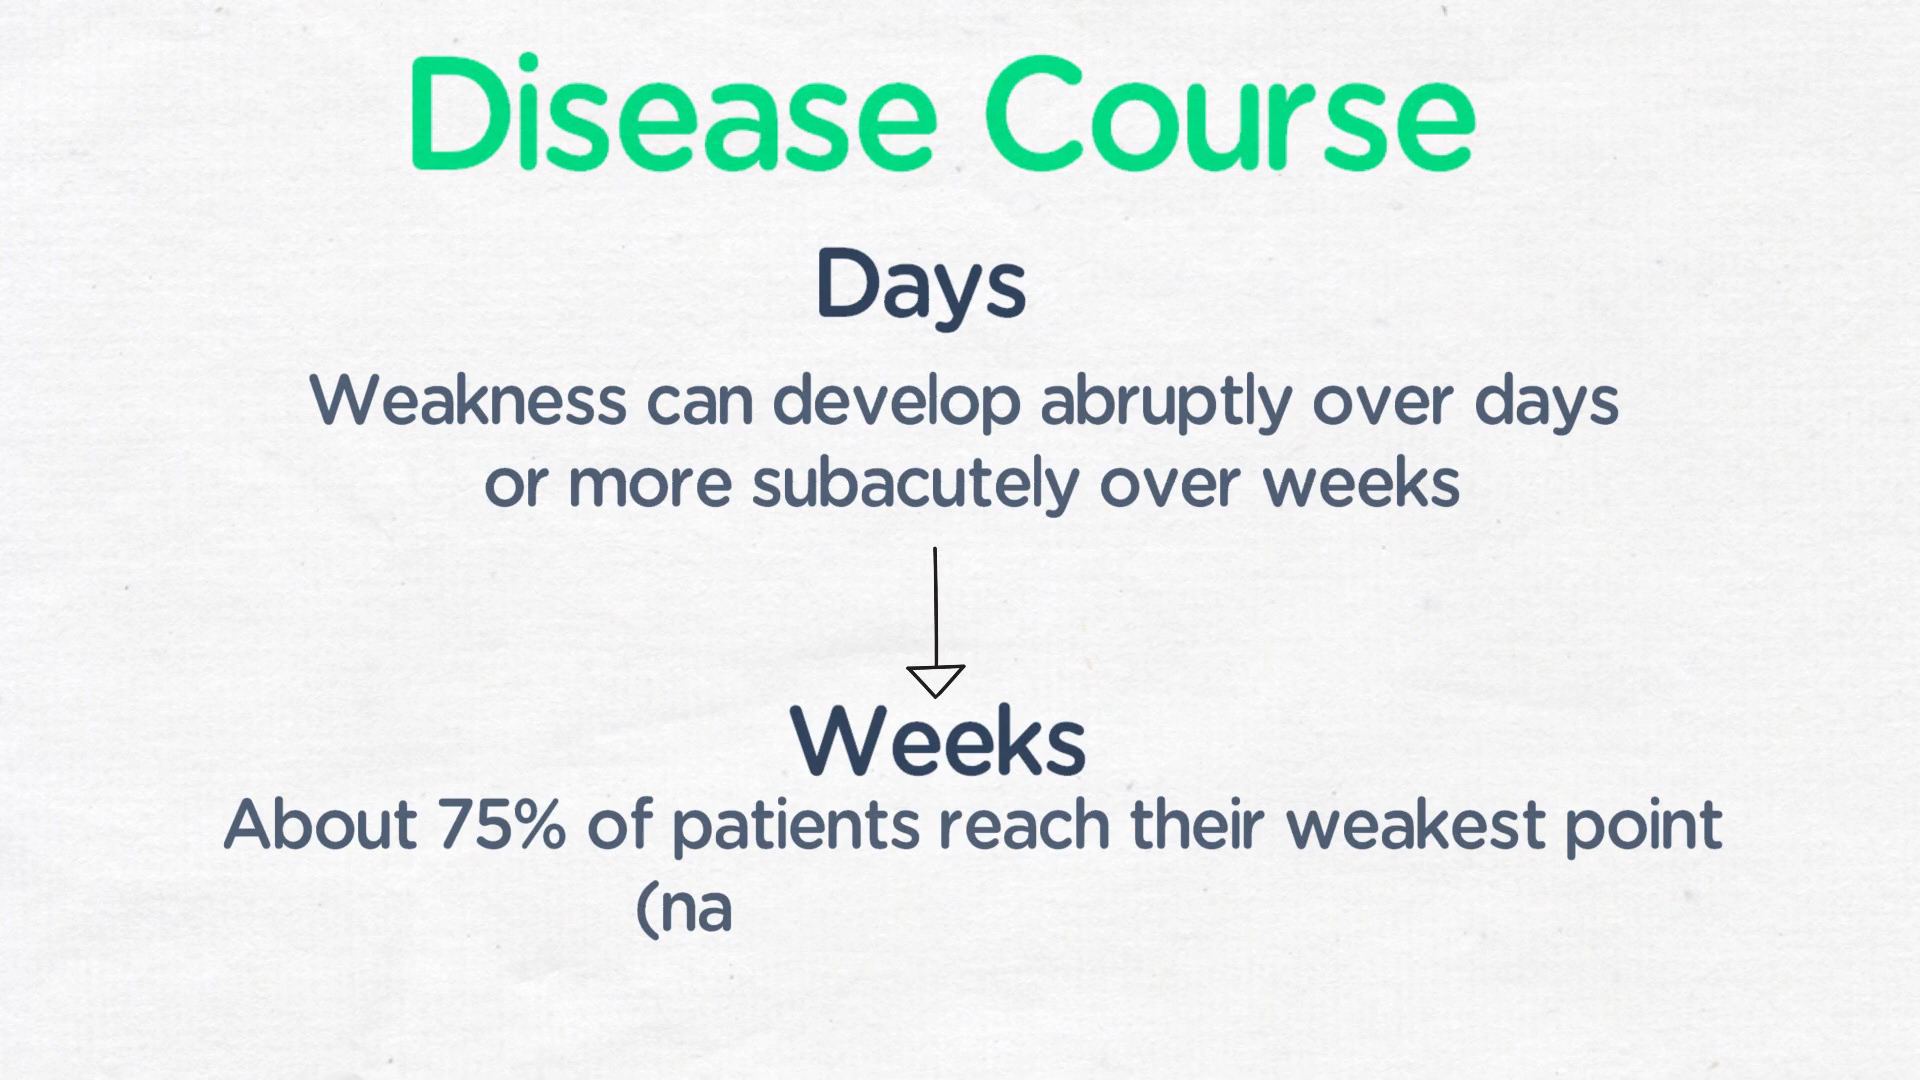 Disease Course
Days
Weakness can develop abruptly over days
or more subacutely over weeks
Weeks
About 75% of patients reach their weakest point
(na